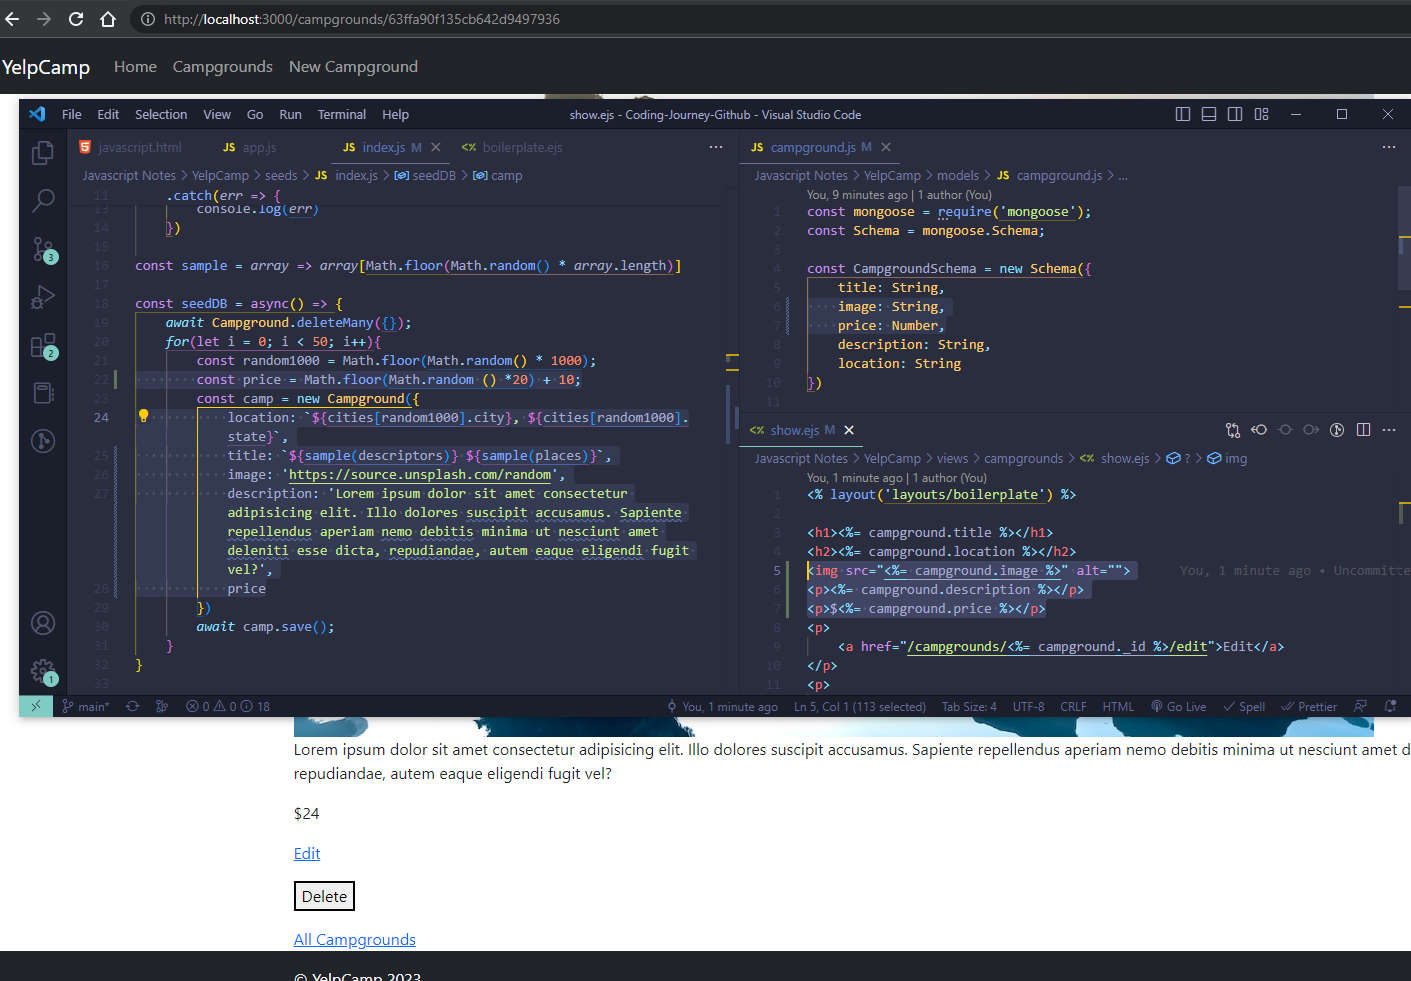 http://localhost:3000/campgrounds/63ffa90f135cb642d9497936
YelpCamp Home Campgrounds New Campground
File Edit Selection View Go Run Terminal Help
show.ejs - Coding-Journey-Github - Visual Studio Code
javascript.html JS app.js JS index.js M <% boilerplate.ejs ...
Javascript Notes > YelpCamp > seeds > JS index.js > seedDB > camp
11 .catch(err => {
13 console.log(err)
14 })
15
16 const sample = array => array[Math.floor(Math.random() * array.length)]
17
18 const seedDB = async() => {
19 await Campground.deleteMany({});
20 for(let i = 0; i < 50; i++){
21 const random1000 = Math.floor(Math.random() * 1000);
22 const price = Math.floor(Math.random () *20) + 10;
23 const camp = new Campground({
24 location: `${cities[random1000].city}, ${cities[random1000].
state}`,
25 title: `${sample(descriptors)} ${sample(places)}`,
26 image: 'https://source.unsplash.com/random',
27 description: 'Lorem ipsum dolor sit amet consectetur
adipisicing elit. Illo dolores suscipit accusamus. Sapiente
repellendus aperiam nemo debitis minima ut nesciunt amet
deleniti esse dicta, repudiandae, autem eaque eligendi fugit
vel?',
28 price
29 })
30 await camp.save();
31 }
32 }
33
JS campground.js M ...
Javascript Notes > YelpCamp > models > JS campground.js > ...
You, 9 minutes ago | 1 author (You)
1 const mongoose = require('mongoose');
2 const Schema = mongoose.Schema;
3
4 const CampgroundSchema = new Schema({
5 title: String,
6 image: String,
7 price: Number,
8 description: String,
9 location: String
10 })
11
<% show.ejs M ...
Javascript Notes > YelpCamp > views > campgrounds > <% show.ejs > ? > img
You, 1 minute ago | 1 author (You)
1 <% layout('layouts/boilerplate') %>
2
3 <h1><%= campground.title %></h1>
4 <h2><%= campground.location %></h2>
5 <img src="<%= campground.image %>" alt=""> You, 1 minute ago • Uncommitte
6 <p><%= campground.description %></p>
7 <p>$<%= campground.price %></p>
8 <p>
9 <a href="/campgrounds/<%= campground._id %>/edit">Edit</a>
10 </p>
11 <p>
3
2
1
main* 0 0 18 You, 1 minute ago Ln 5, Col 1 (113 selected) Tab Size: 4 UTF-8 CRLF HTML Go Live Spell Prettier
Lorem ipsum dolor sit amet consectetur adipisicing elit. Illo dolores suscipit accusamus. Sapiente repellendus aperiam nemo debitis minima ut nesciunt amet d
repudiandae, autem eaque eligendi fugit vel?
$24
Edit
Delete
All Campgrounds
© YelpCamp 2023